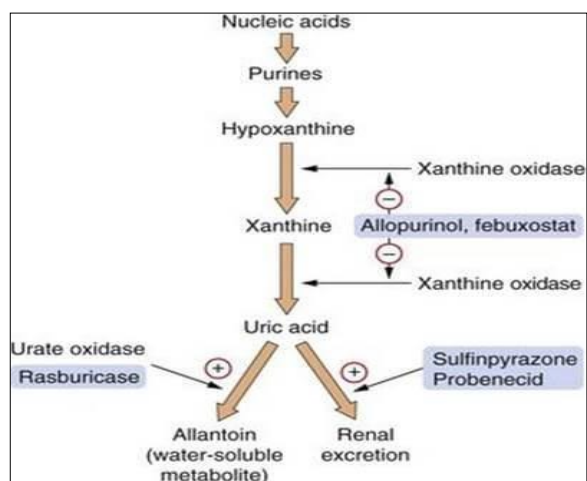 Nucleic acids
Purines
Hypoxanthine
Xanthine oxidase
−
Allopurinol, febuxostat
Xanthine
−
Xanthine oxidase
Uric acid
Urate oxidase
Rasburicase
+
+
Sulfinpyrazone
Probenecid
Allantoin
(water-soluble
metabolite)
Renal
excretion